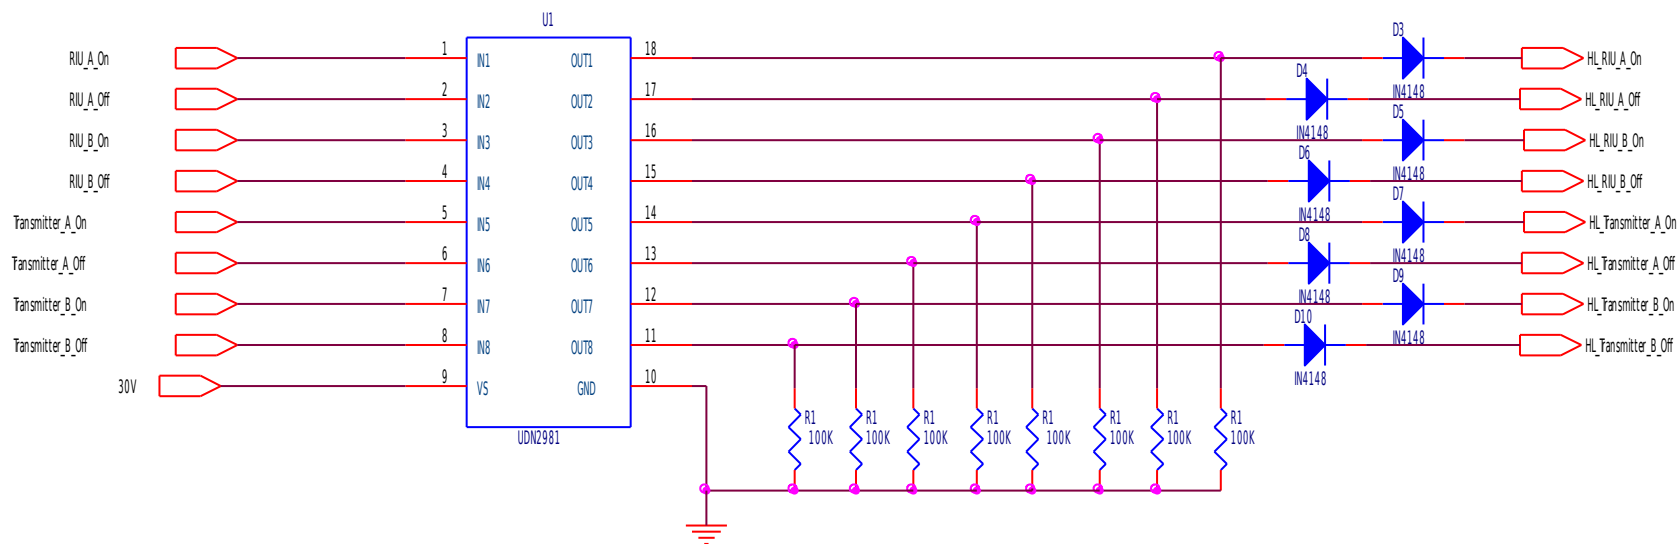 U1
RIU_A_On
1
IN1
OUT1
18
D3
IN4148
HL_RIU_A_On
RIU_A_Off
2
IN2
OUT2
17
D4
IN4148
HL_RIU_A_Off
RIU_B_On
3
IN3
OUT3
16
D5
IN4148
HL_RIU_B_On
RIU_B_Off
4
IN4
OUT4
15
D6
IN4148
HL_RIU_B_Off
Transmitter_A_On
5
IN5
OUT5
14
D7
IN4148
HL_Transmitter_A_On
Transmitter_A_Off
6
IN6
OUT6
13
D8
IN4148
HL_Transmitter_A_Off
Transmitter_B_On
7
IN7
OUT7
12
D9
IN4148
HL_Transmitter_B_On
Transmitter_B_Off
8
IN8
OUT8
11
D10
IN4148
HL_Transmitter_B_Off
30V
9
VS
GND
10
UDN2981
R1
100K
R1
100K
R1
100K
R1
100K
R1
100K
R1
100K
R1
100K
R1
100K